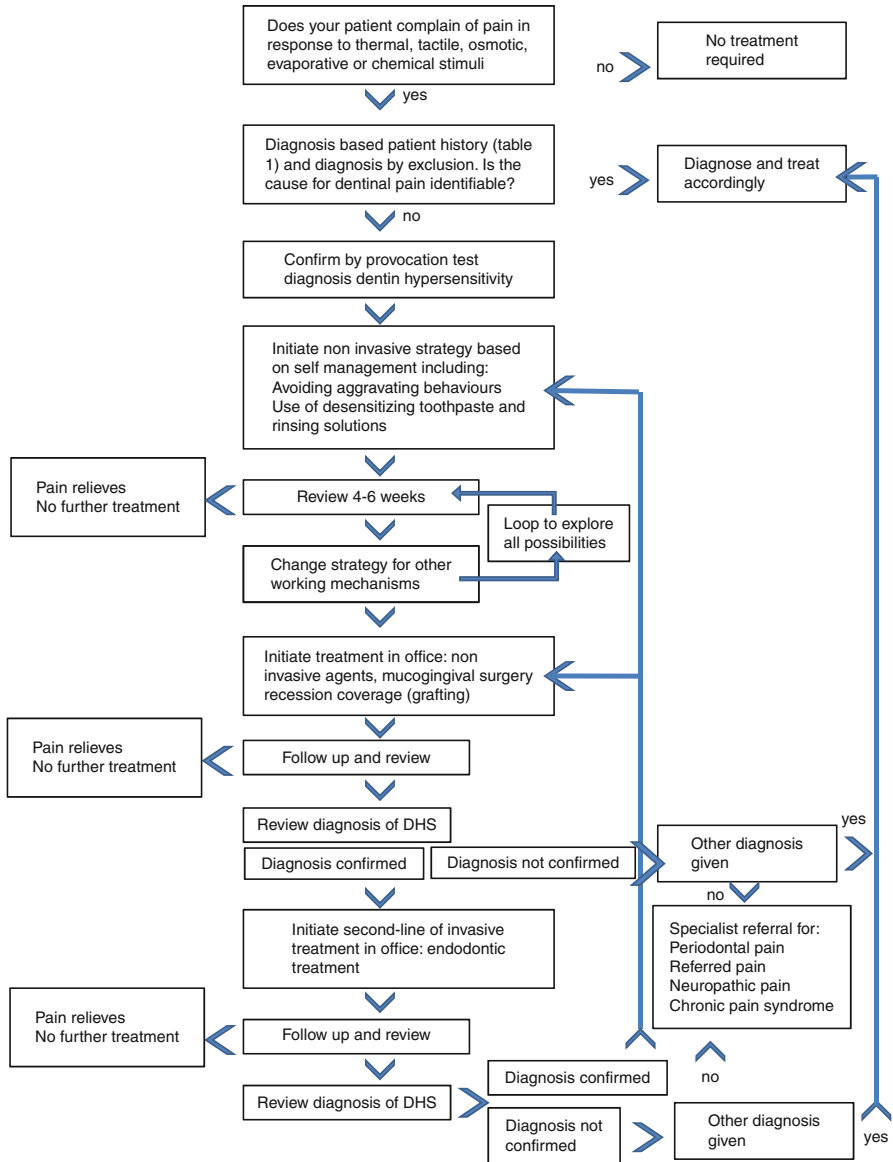 Does your patient complain of pain in
response to thermal, tactile, osmotic,
evaporative or chemical stimuli
no
No treatment
required
yes
Diagnosis based patient history (table
1) and diagnosis by exclusion. Is the
cause for dentinal pain identifiable?
yes
Diagnose and treat
accordingly
no
Confirm by provocation test
diagnosis dentin hypersensitivity
Initiate non invasive strategy based
on self management including:
Avoiding aggravating behaviours
Use of desensitizing toothpaste and
rinsing solutions
Pain relieves
No further treatment
Review 4-6 weeks
Loop to explore
all possibilities
Change strategy for other
working mechanisms
Initiate treatment in office: non
invasive agents, mucogingival surgery
recession coverage (grafting)
Pain relieves
No further treatment
Follow up and review
Review diagnosis of DHS
Diagnosis confirmed
Diagnosis not confirmed
Other diagnosis
given
yes
no
Specialist referral for:
Periodontal pain
Referred pain
Neuropathic pain
Chronic pain syndrome
Initiate second-line of invasive
treatment in office: endodontic
treatment
Pain relieves
No further treatment
Follow up and review
Review diagnosis of DHS
Diagnosis confirmed
no
Diagnosis not
confirmed
Other diagnosis
given
yes